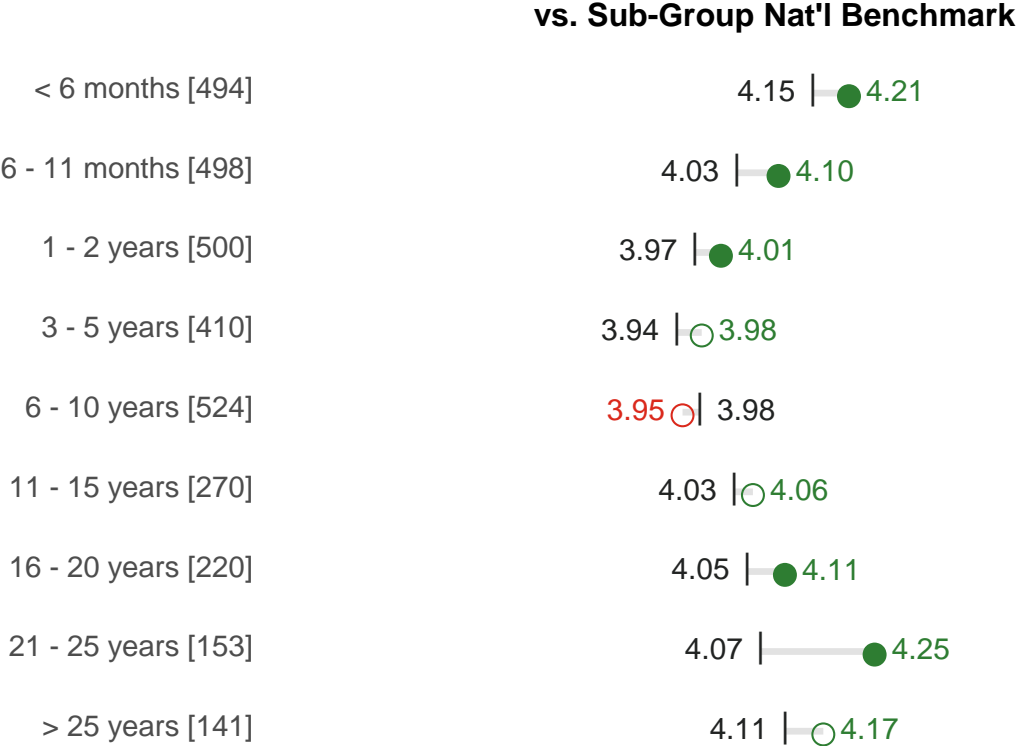 vs. Sub-Group Nat'l Benchmark
< 6 months [494] 4.15 4.21
6 - 11 months [498] 4.03 4.10
1 - 2 years [500] 3.97 4.01
3 - 5 years [410] 3.94 3.98
6 - 10 years [524] 3.95 3.98
11 - 15 years [270] 4.03 4.06
16 - 20 years [220] 4.05 4.11
21 - 25 years [153] 4.07 4.25
> 25 years [141] 4.11 4.17